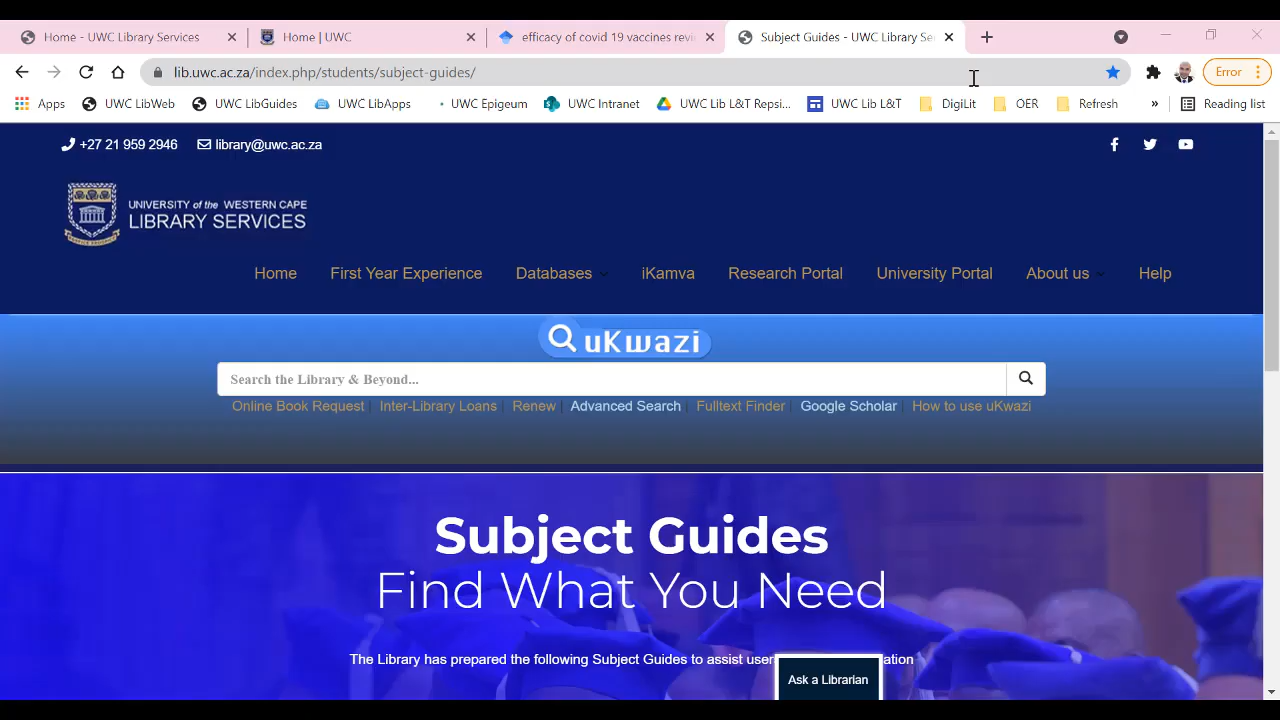 Home - UWC Library Services
Home | UWC
efficacy of covid 19 vaccines revi
Subject Guides - UWC Library Se
lib.uwc.ac.za/index.php/students/subject-guides/
Error
Apps
UWC LibWeb
UWC LibGuides
UWC LibApps
UWC Epigeum
UWC Intranet
UWC Lib L&T Repsi...
UWC Lib L&T
DigiLit
OER
Refresh
»
Reading list
+27 21 959 2946
library@uwc.ac.za
UNIVERSITY of the WESTERN CAPE
LIBRARY SERVICES
Home
First Year Experience
Databases
iKamva
Research Portal
University Portal
About us
Help
uKwazi
Search the Library & Beyond...
Online Book Request | Inter-Library Loans | Renew | Advanced Search | Fulltext Finder | Google Scholar | How to use uKwazi
Subject Guides
Find What You Need
The Library has prepared the following Subject Guides to assist user ation
Ask a Librarian